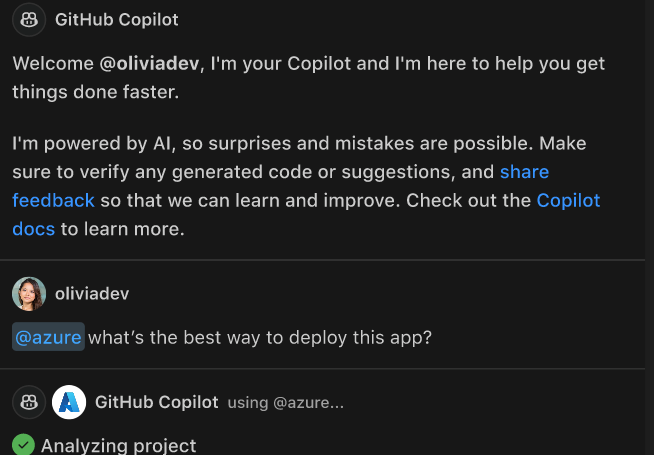 GitHub Copilot
Welcome @oliviadev, I'm your Copilot and I'm here to help you get
things done faster.
I'm powered by AI, so surprises and mistakes are possible. Make
sure to verify any generated code or suggestions, and share
feedback so that we can learn and improve. Check out the Copilot
docs to learn more.
oliviadev
@azure what’s the best way to deploy this app?
GitHub Copilot using @azure...
Analyzing project